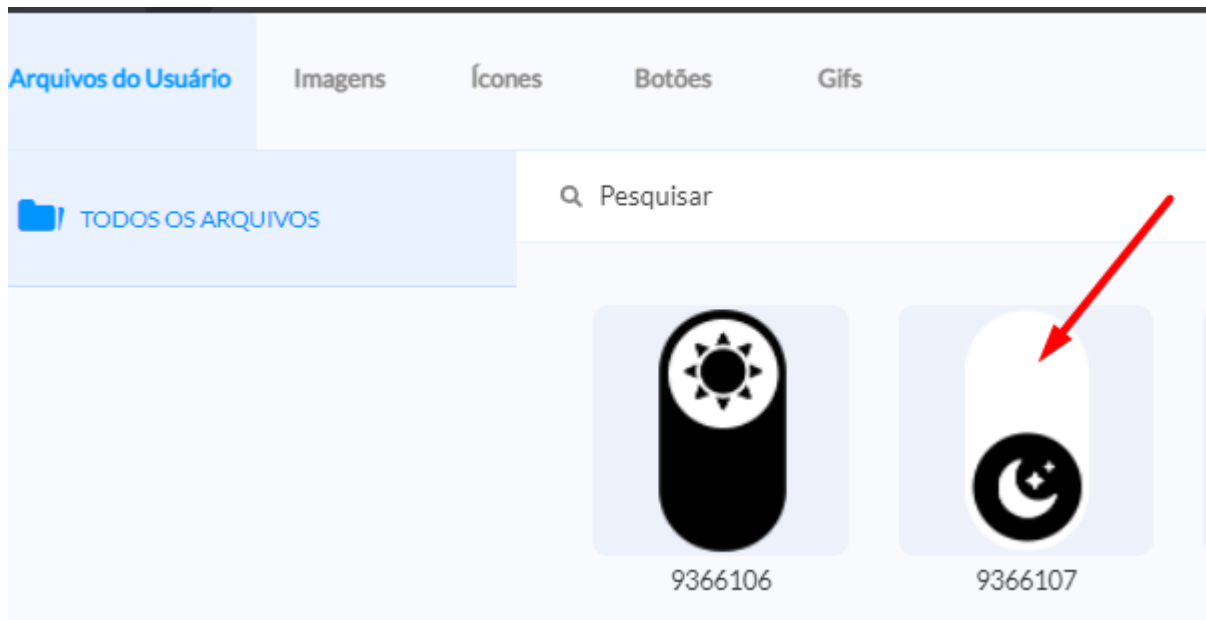 Arquivos do Usuário Imagens Ícones Botões Gifs
TODOS OS ARQUIVOS
Pesquisar
9366106 9366107